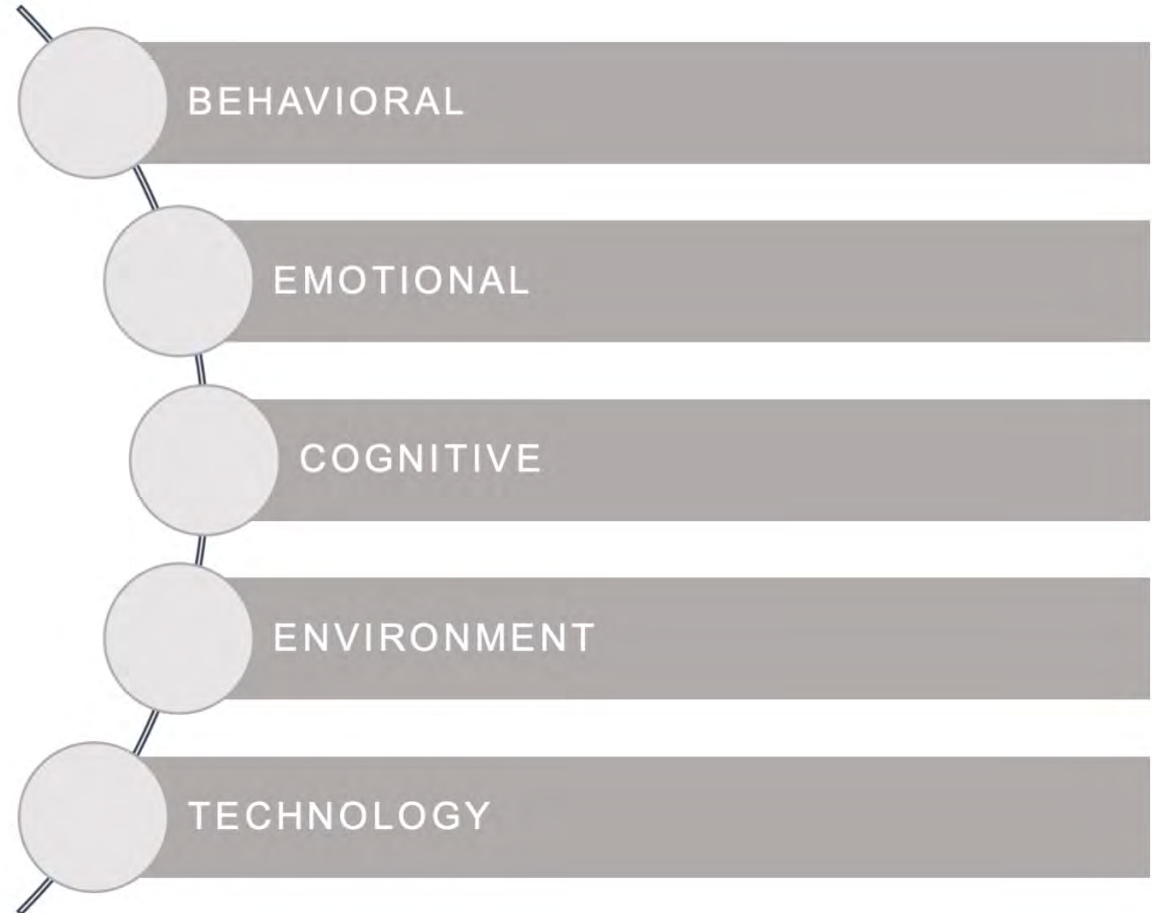 BEHAVIORAL
EMOTIONAL
COGNITIVE
ENVIRONMENT
TECHNOLOGY